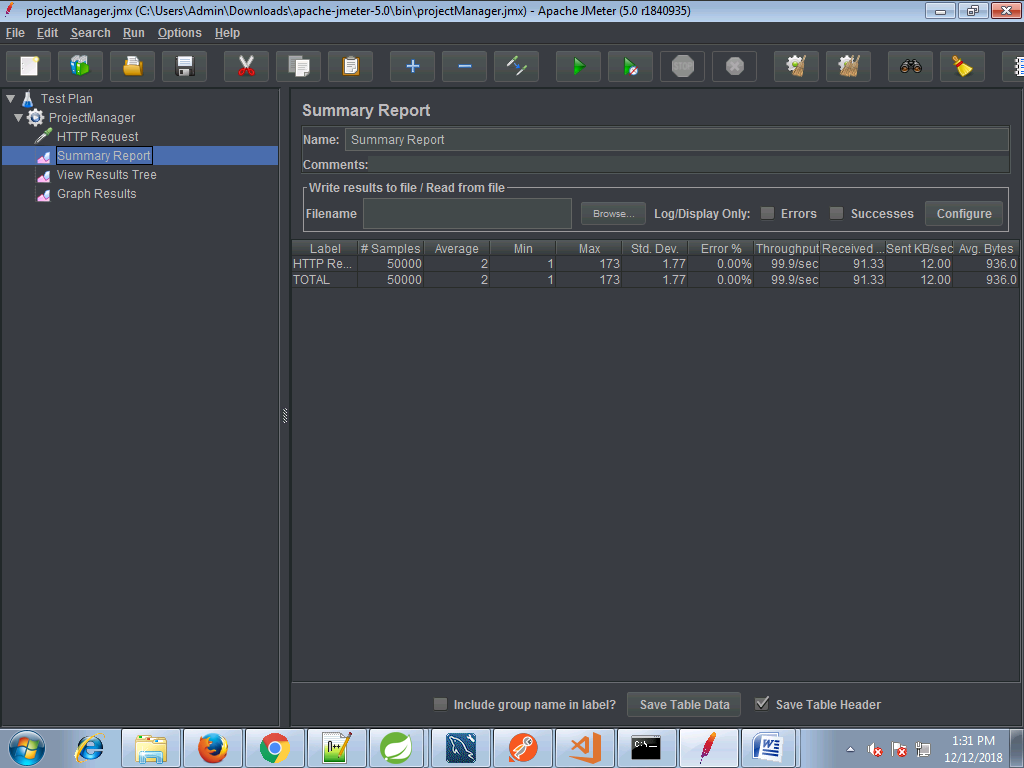 projectManager.jmx (C:\Users\Admin\Downloads\apache-jmeter-5.0\bin\projectManager.jmx) - Apache JMeter (5.0 r1840935)
File Edit Search Run Options Help
STOP
Test Plan
ProjectManager
HTTP Request
Summary Report
View Results Tree
Graph Results
Summary Report
Name: Summary Report
Comments:
Write results to file / Read from file
Filename Browse... Log/Display Only: Errors Successes Configure
Label # Samples Average Min Max Std. Dev. Error % Throughput Received ... Sent KB/sec Avg. Bytes
HTTP Re... 50000 2 1 173 1.77 0.00% 99.9/sec 91.33 12.00 936.0
TOTAL 50000 2 1 173 1.77 0.00% 99.9/sec 91.33 12.00 936.0
Include group name in label? Save Table Data Save Table Header
C:\_
1:31 PM
12/12/2018